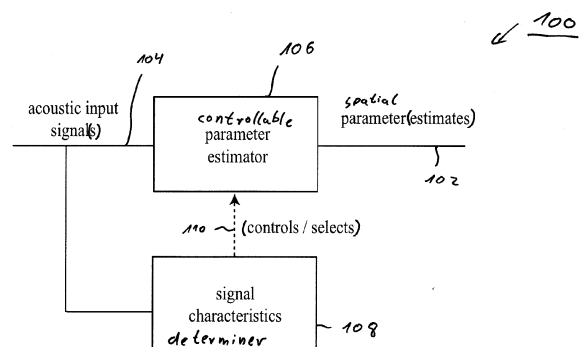 100
104
106
acoustic input
signal(s)
controllable
parameter
estimator
spatial
parameter(estimates)
102
110
(controls / selects)
signal
characteristics
determiner
108